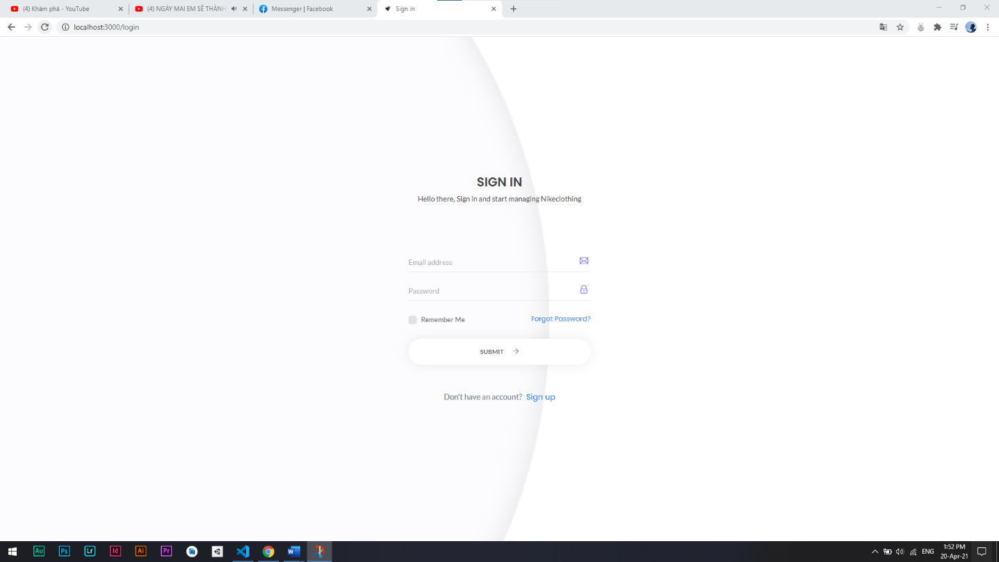 (4) Khám phá - YouTube
(4) NGÀY MAI EM SẼ THÀNH
Messenger | Facebook
Sign in
localhost:3000/login
SIGN IN
Hello there, Sign in and start managing Nikeclothing
Email address
Password
Remember Me
Forgot Password?
SUBMIT
Don't have an account? Sign up
Au
Ps
Lr
Id
Ai
Pr
W
ENG
1:52 PM
20-Apr-21